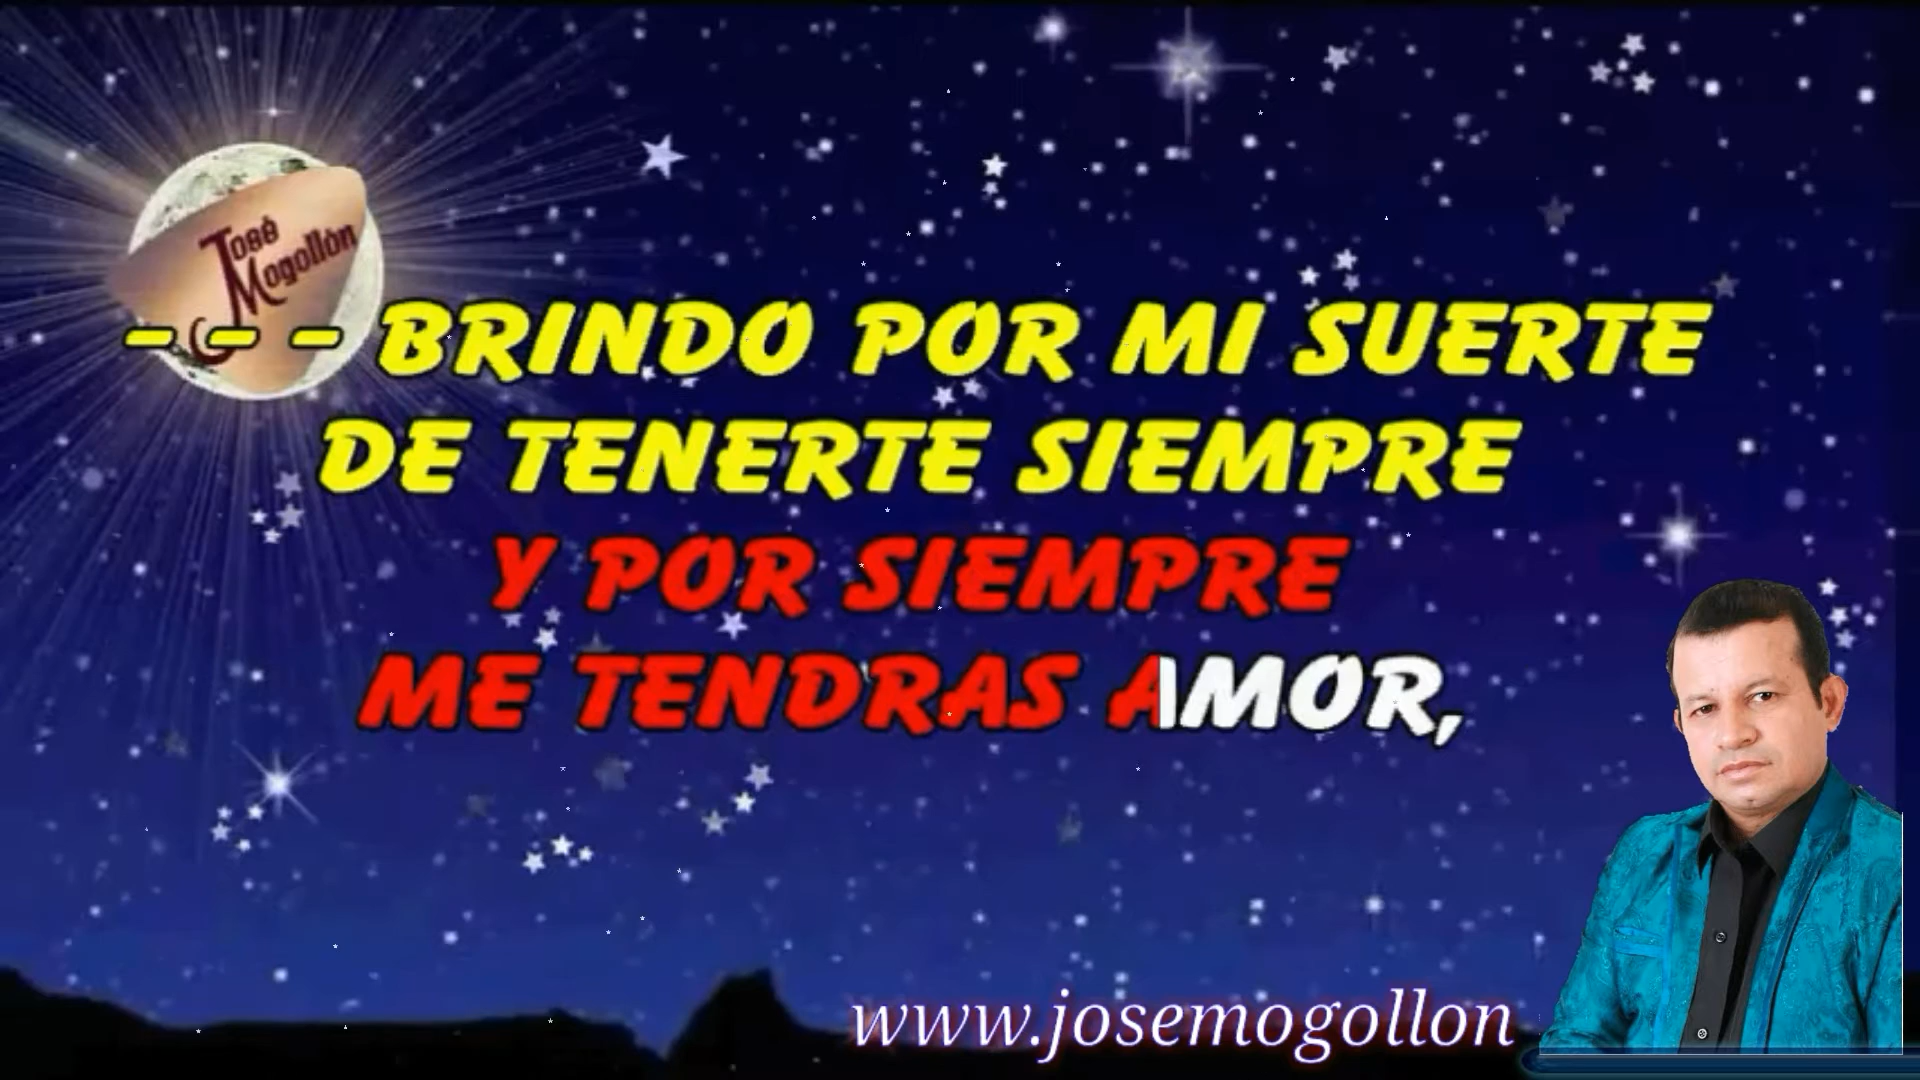 José
Mogollón
- - - BRINDO POR MI SUERTE
DE TENERTE SIEMPRE
Y POR SIEMPRE
ME TENDRAS AMOR,
www.josemogollon